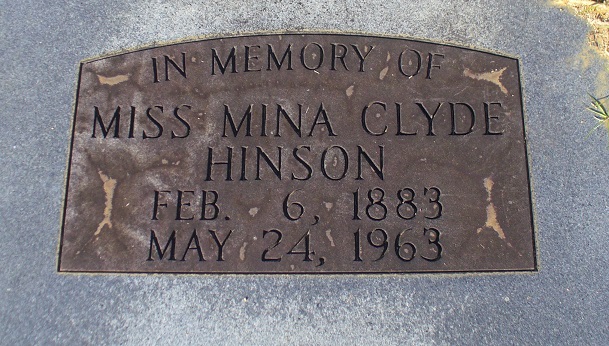 IN MEMORY OF
MISS MINA CLYDE
HINSON
FEB. 6, 1883
MAY 24, 1963